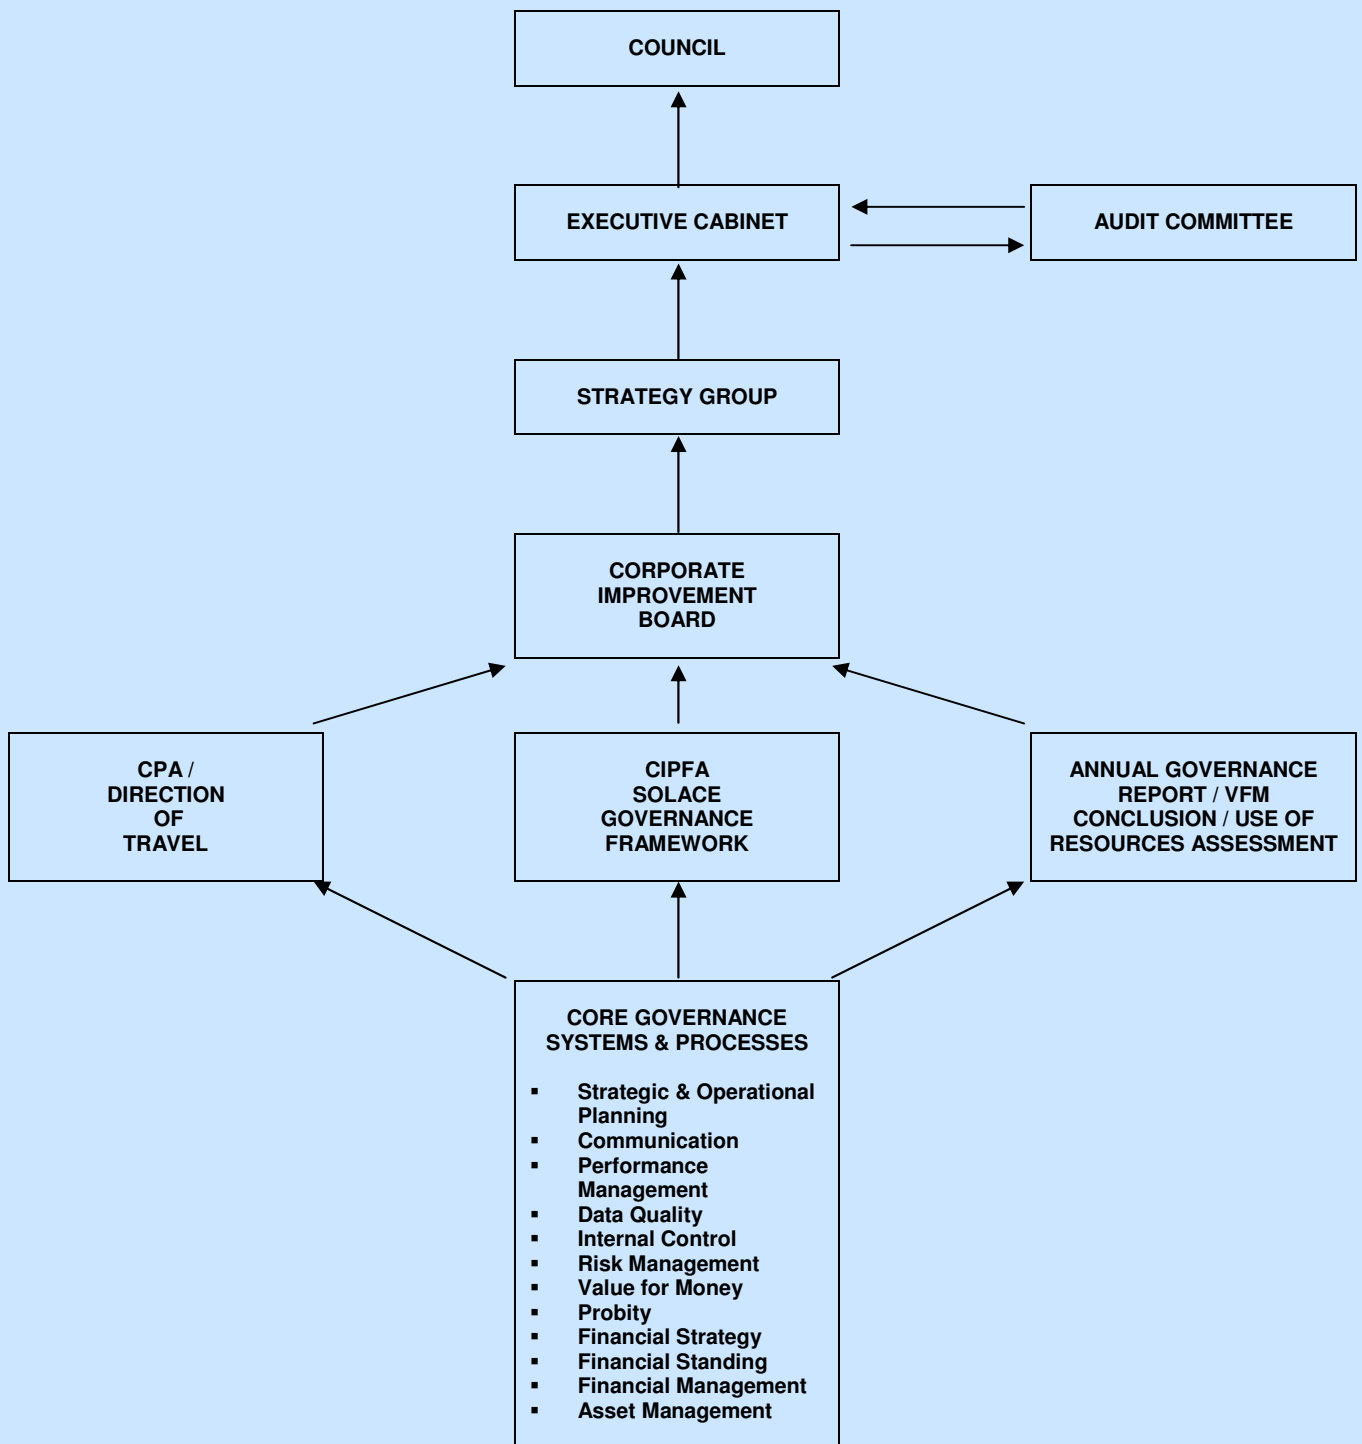 COUNCIL
EXECUTIVE CABINET
AUDIT COMMITTEE
STRATEGY GROUP
CORPORATE
IMPROVEMENT
BOARD
CPA /
DIRECTION
OF
TRAVEL
CIPFA
SOLACE
GOVERNANCE
FRAMEWORK
ANNUAL GOVERNANCE
REPORT / VFM
CONCLUSION / USE OF
RESOURCES ASSESSMENT
CORE GOVERNANCE
SYSTEMS & PROCESSES
▪ Strategic & Operational
Planning
▪ Communication
▪ Performance
Management
▪ Data Quality
▪ Internal Control
▪ Risk Management
▪ Value for Money
▪ Probity
▪ Financial Strategy
▪ Financial Standing
▪ Financial Management
▪ Asset Management